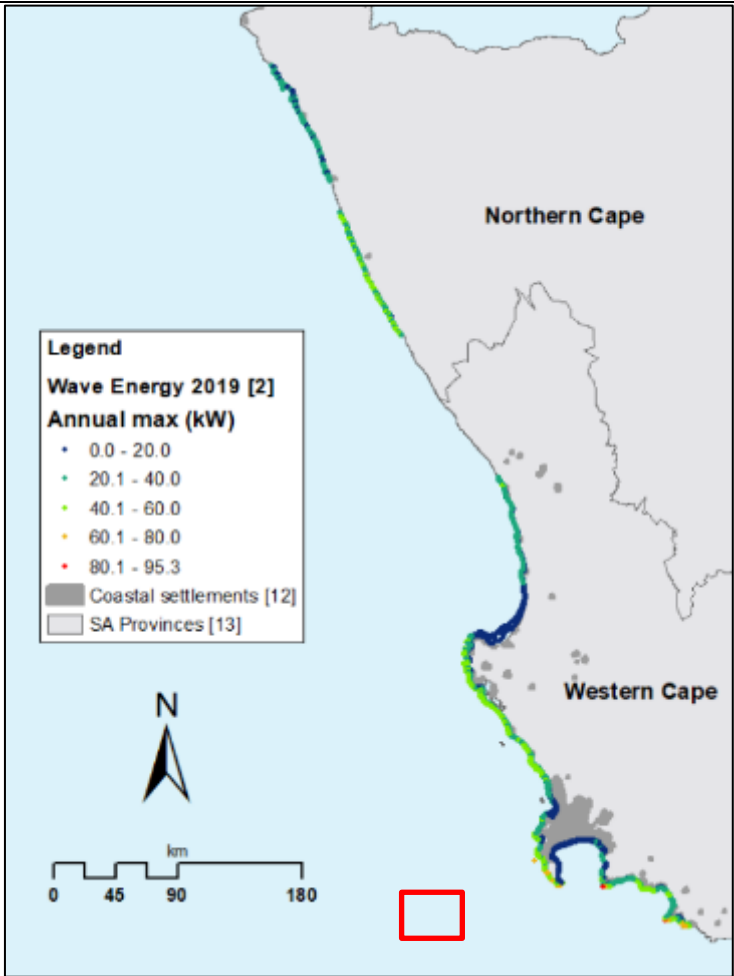 Northern Cape
Legend
Wave Energy 2019 [2]
Annual max (kW)
0.0 - 20.0
20.1 - 40.0
40.1 - 60.0
60.1 - 80.0
80.1 - 95.3
Coastal settlements [12]
SA Provinces [13]
Western Cape
N
km
0 45 90 180